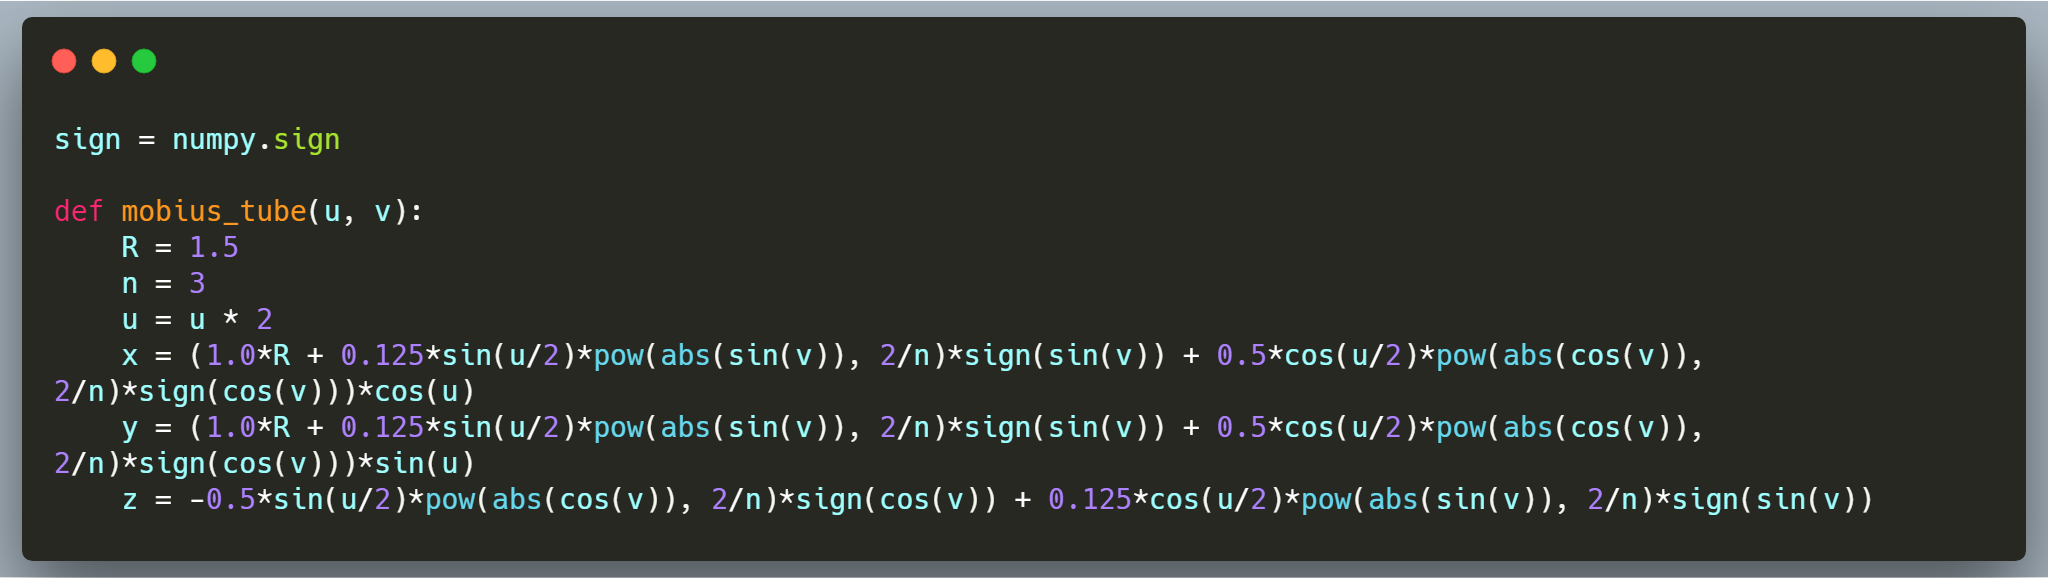 sign = numpy.sign
def mobius_tube(u, v):
    R = 1.5
    n = 3
    u = u * 2
    x = (1.0*R + 0.125*sin(u/2)*pow(abs(sin(v)), 2/n)*sign(sin(v)) + 0.5*cos(u/2)*pow(abs(cos(v)),
2/n)*sign(cos(v)))*cos(u)
    y = (1.0*R + 0.125*sin(u/2)*pow(abs(sin(v)), 2/n)*sign(sin(v)) + 0.5*cos(u/2)*pow(abs(cos(v)),
2/n)*sign(cos(v)))*sin(u)
    z = -0.5*sin(u/2)*pow(abs(cos(v)), 2/n)*sign(cos(v)) + 0.125*cos(u/2)*pow(abs(sin(v)), 2/n)*sign(sin(v))